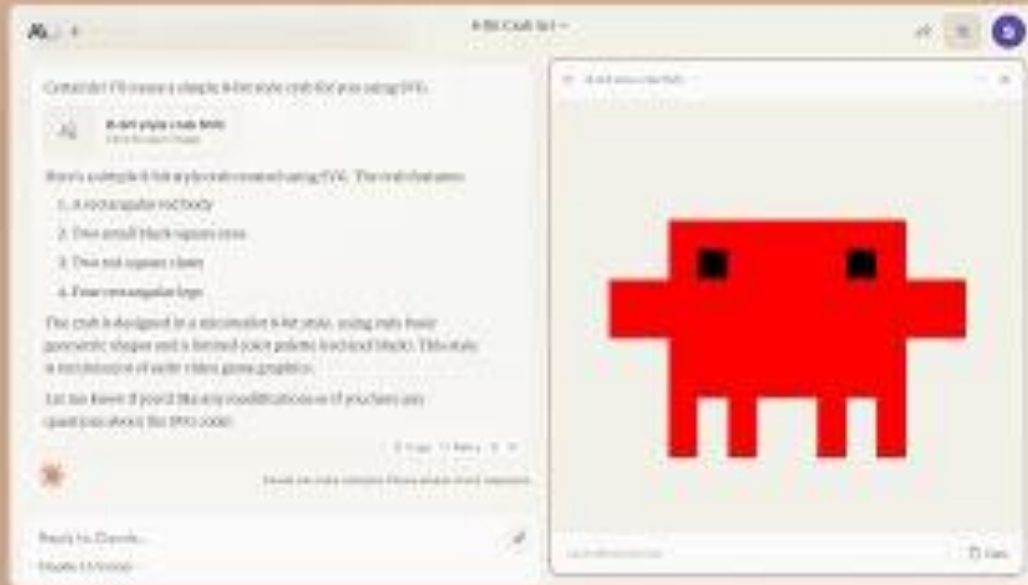 8-Bit Crab Art
Certainly! I'll create a simple 8-bit style crab for you using SVG.
8-bit style crab SVG
Here's a simple 8-bit style crab created using SVG. The crab features:
1. A rectangular red body
2. Two small black square eyes
3. Two red square claws
4. Four rectangular legs
The crab is designed in a minimalist 8-bit style, using only basic
geometric shapes and a limited color palette (red and black). This style
is reminiscent of early video game graphics.
Let me know if you'd like any modifications or if you have any
questions about the SVG code!
Copy Retry
Reply to Claude...